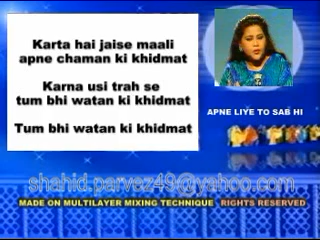 Karta hai jaise maali
apne chaman ki khidmat
Karna usi trah se
tum bhi watan ki khidmat
Tum bhi watan ki khidmat
APNE LIYE TO SAB HI
shahid.parvez49@yahoo.com
MADE ON MULTILAYER MIXING TECHNIQUE RIGHTS RESERVED